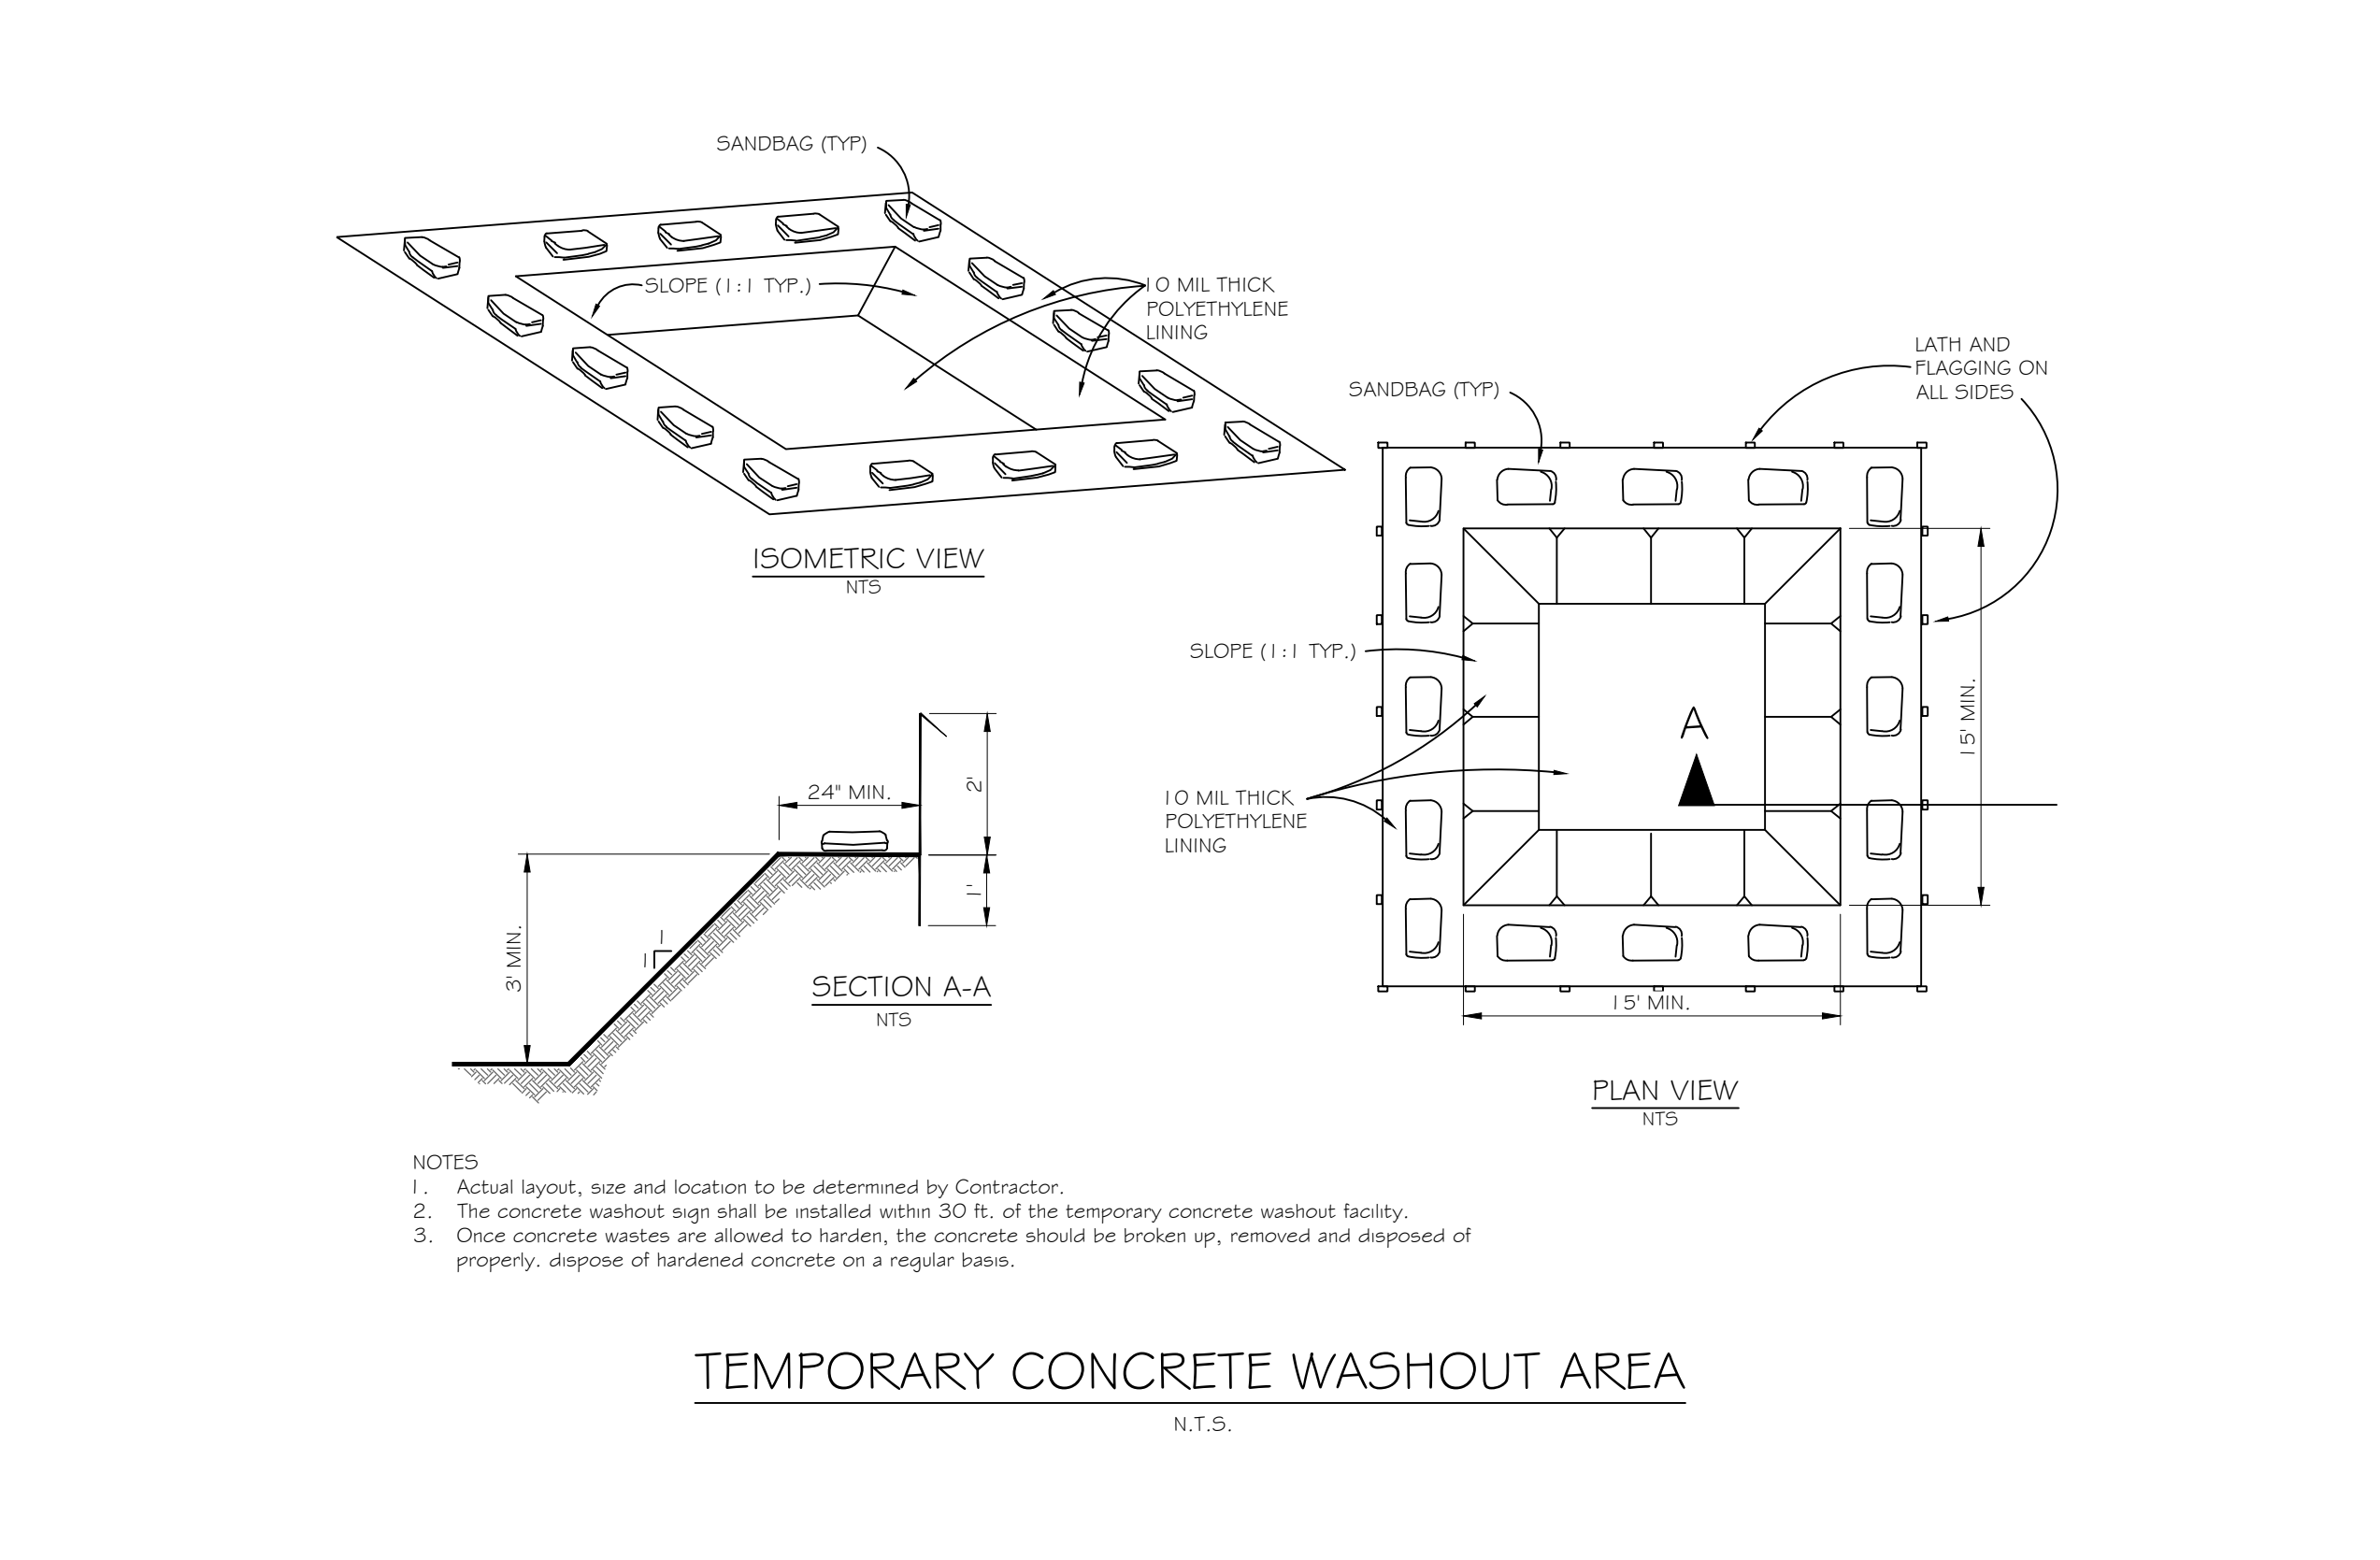 SANDBAG (TYP)
SLOPE (1:1 TYP.)
10 MIL THICK
POLYETHYLENE
LINING
ISOMETRIC VIEW
NTS
LATH AND
FLAGGING ON
ALL SIDES
SANDBAG (TYP)
SLOPE (1:1 TYP.)
A
15' MIN.
10 MIL THICK
POLYETHYLENE
LINING
15' MIN.
PLAN VIEW
NTS
24" MIN.
2'
1'
3' MIN.
1
1
SECTION A-A
NTS
NOTES
1. Actual layout, size and location to be determined by Contractor.
2. The concrete washout sign shall be installed within 30 ft. of the temporary concrete washout facility.
3. Once concrete wastes are allowed to harden, the concrete should be broken up, removed and disposed of
properly. dispose of hardened concrete on a regular basis.
TEMPORARY CONCRETE WASHOUT AREA
N.T.S.